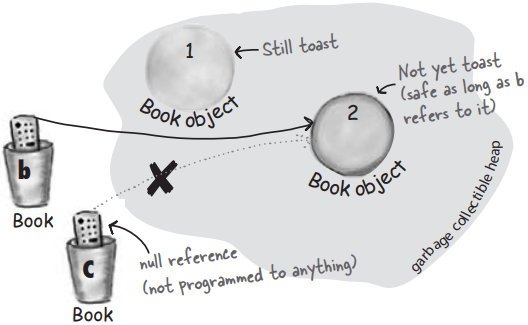 1
Still toast
Book object
Not yet toast
(safe as long as b
refers to it)
2
Book object
b
Book
c
Book
null reference
(not programmed to anything)
garbage collectible heap